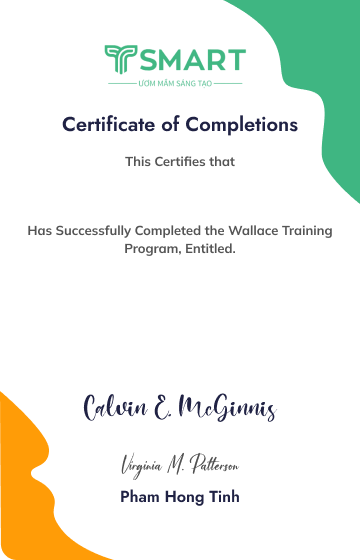 TSMART
ƯƠM MẦM SÁNG TẠO
Certificate of Completions
This Certifies that
Has Successfully Completed the Wallace Training
Program, Entitled.
Calvin E. McGinnis
Virginia M. Patterson
Pham Hong Tinh